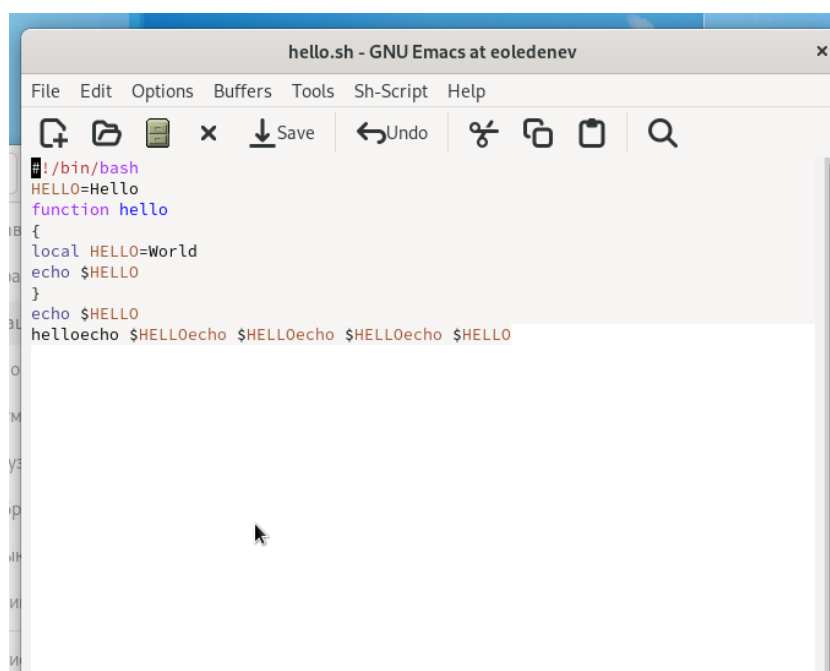 hello.sh - GNU Emacs at eoledenev
File Edit Options Buffers Tools Sh-Script Help
Save Undo
#!/bin/bash
HELLO=Hello
function hello
{
local HELLO=World
echo $HELLO
}
echo $HELLO
helloecho $HELLOecho $HELLOecho $HELLOecho $HELLO